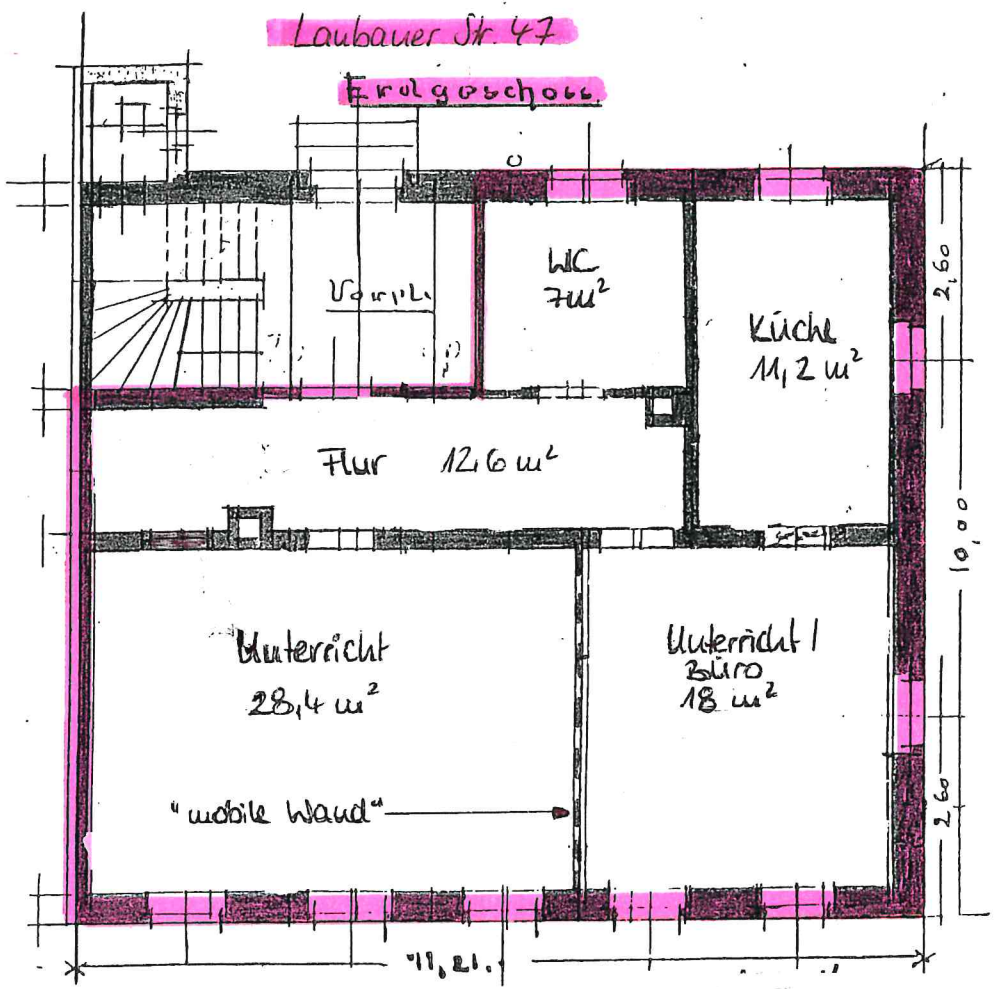 Laubauer Str. 47
Erdgeschoss.
WC
7m²
Küche
11,2 m²
2,60
Flur 12,6 m²
10,00
Unterricht
28,4 m²
Unterricht /
Büro
18 m²
"mobile Wand"
2,60
11,21.